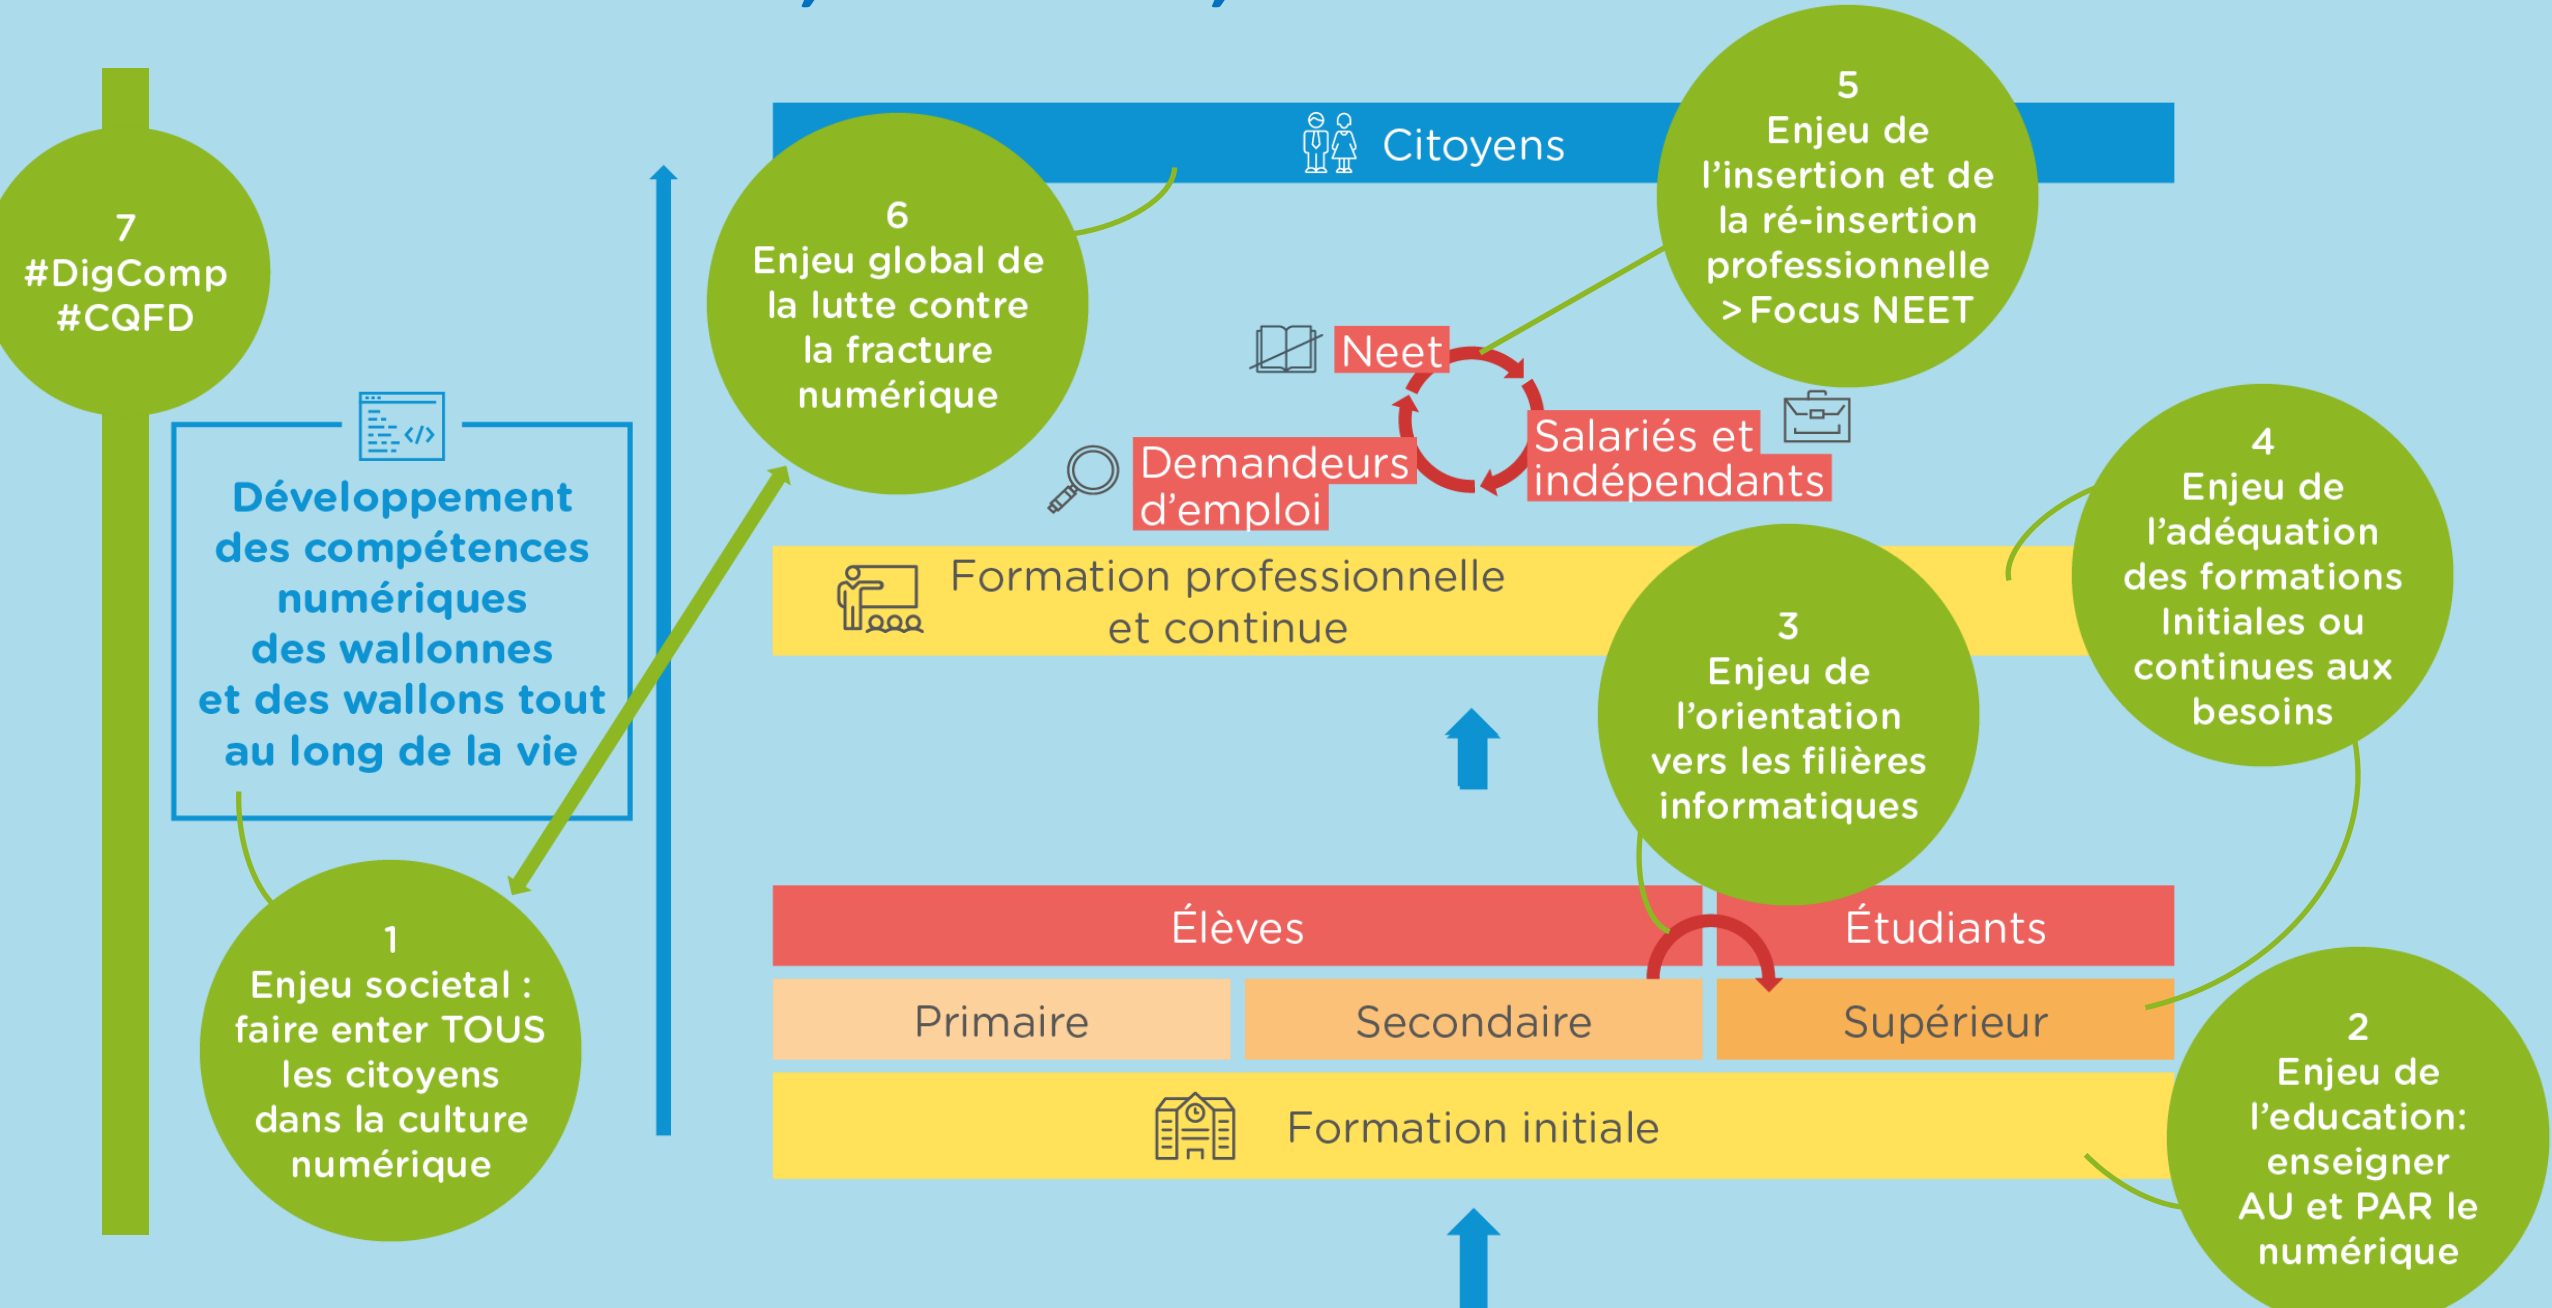 7
#DigComp
#CQFD
Développement
des compétences
numériques
des wallonnes
et des wallons tout
au long de la vie
1
Enjeu societal :
faire enter TOUS
les citoyens
dans la culture
numérique
6
Enjeu global de
la lutte contre
la fracture
numérique
Citoyens
5
Enjeu de
l’insertion et de
la ré-insertion
professionnelle
> Focus NEET
Neet
Salariés et
indépendants
Demandeurs
d’emploi
4
Enjeu de
l’adéquation
des formations
Initiales ou
continues aux
besoins
Formation professionnelle
et continue
3
Enjeu de
l’orientation
vers les filières
informatiques
Élèves
Étudiants
Primaire
Secondaire
Supérieur
Formation initiale
2
Enjeu de
l’education:
enseigner
AU et PAR le
numérique